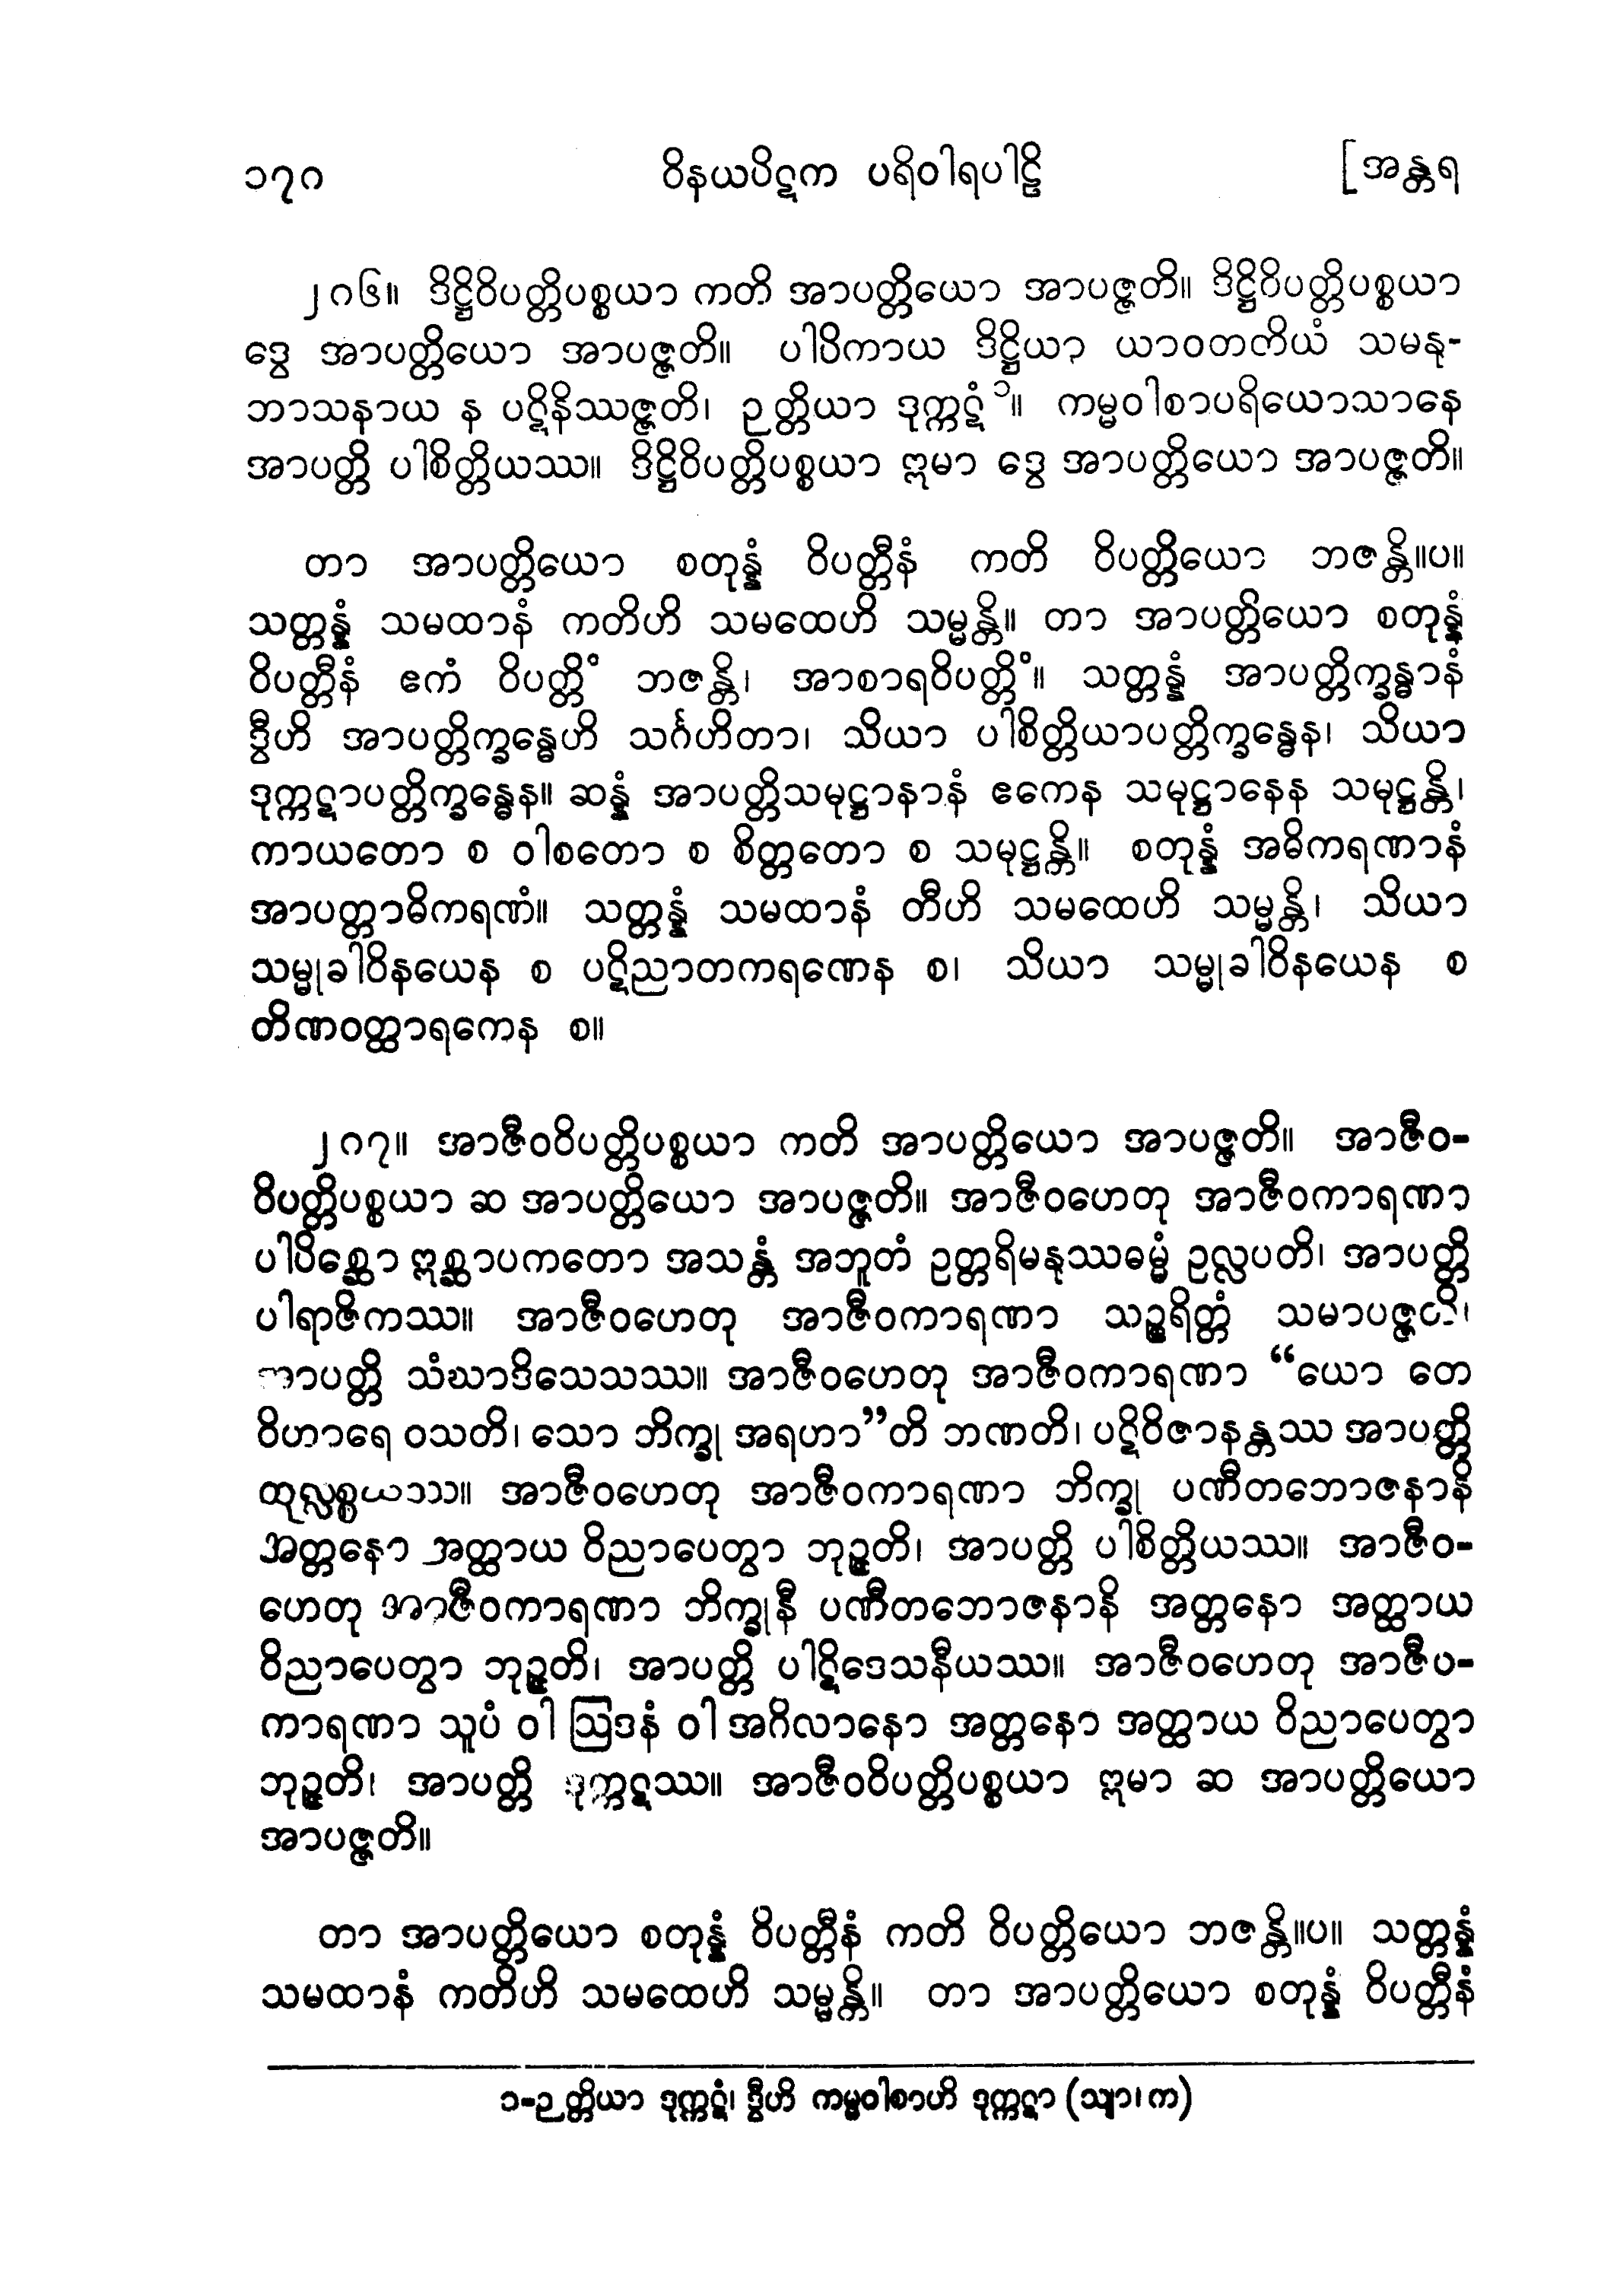 ၁၇၀ ဝိနယပိဋက ပရိဝါရပါဠိ [အန္တရ
၂၀၆။ ဒိဋ္ဌိဝိပတ္တိပစ္စယာ ကတိ အာပတ္တိယော အာပဇ္ဇတိ။ ဒိဋ္ဌိဝိပတ္တိပစ္စယာ
ဒွေ အာပတ္တိယော အာပဇ္ဇတိ။ ပါပိကာယ ဒိဋ္ဌိယာ ယာဝတတိယံ သမနု-
ဘာသနာယ န ပဋိနိဿဇ္ဇတိ၊ ဉတ္တိယာ ဒုက္ကဋံ ၁။ ကမ္မဝါစာပရိယောသာနေ
အာပတ္တိ ပါစိတ္တိယဿ။ ဒိဋ္ဌိဝိပတ္တိပစ္စယာ ဣမာ ဒွေ အာပတ္တိယော အာပဇ္ဇတိ။
တာ အာပတ္တိယော စတုန္နံ ဝိပတ္တီနံ ကတိ ဝိပတ္တိယော ဘဇန္တိ။ပ။
သတ္တန္နံ သမထာနံ ကတိဟိ သမထေဟိ သမ္မန္တိ။ တာ အာပတ္တိယော စတုန္နံ
ဝိပတ္တီနံ ဧကံ ဝိပတ္တိံ ဘဇန္တိ၊ အာစာရဝိပတ္တိံ။ သတ္တန္နံ အာပတ္တိက္ခန္ဓာနံ
ဒွီဟိ အာပတ္တိက္ခန္ဓေဟိ သင်္ဂဟိတာ၊ သိယာ ပါစိတ္တိယာပတ္တိက္ခန္ဓေန၊ သိယာ
ဒုက္ကဋာပတ္တိက္ခန္ဓေန။ ဆန္နံ အာပတ္တိသမုဋ္ဌာနာနံ ဧကေန သမုဋ္ဌာနေန သမုဋ္ဌန္တိ၊
ကာယတော စ ဝါစတော စ စိတ္တတော စ သမုဋ္ဌန္တိ။ စတုန္နံ အဓိကရဏာနံ
အာပတ္တာဓိကရဏံ။ သတ္တန္နံ သမထာနံ တီဟိ သမထေဟိ သမ္မန္တိ၊ သိယာ
သမ္မုခါဝိနယေန စ ပဋိညာတကရဏေန စ၊ သိယာ သမ္မုခါဝိနယေန စ
တိဏဝတ္ထာရကေန စ။
၂၀၇။ အာဇီဝဝိပတ္တိပစ္စယာ ကတိ အာပတ္တိယော အာပဇ္ဇတိ။ အာဇီဝ-
ဝိပတ္တိပစ္စယာ ဆ အာပတ္တိယော အာပဇ္ဇတိ။ အာဇီဝဟေတု အာဇီဝကာရဏာ
ပါပိစ္ဆော ဣစ္ဆာပကတော အသန္တံ အဘူတံ ဥတ္တရိမနုဿဓမ္မံ ဥလ္လပတိ၊ အာပတ္တိ
ပါရာဇိကဿ။ အာဇီဝဟေတု အာဇီဝကာရဏာ သဉ္စရိတ္တံ သမာပဇ္ဇတိ၊
အာပတ္တိ သံဃာဒိသေသဿ။ အာဇီဝဟေတု အာဇီဝကာရဏာ “ယော တေ
ဝိဟာရေ ဝသတိ၊ သော ဘိက္ခု အရဟာ”တိ ဘဏတိ၊ ပဋိဝိဇာနန္တဿ အာပတ္တိ
ထုလ္လစ္စယဿ။ အာဇီဝဟေတု အာဇီဝကာရဏာ ဘိက္ခု ပဏီတဘောဇနာနိ
အတ္တနော အတ္ထာယ ဝိညာပေတွာ ဘုဉ္ဇတိ၊ အာပတ္တိ ပါစိတ္တိယဿ။ အာဇီဝ-
ဟေတု အာဇီဝကာရဏာ ဘိက္ခုနီ ပဏီတဘောဇနာနိ အတ္တနော အတ္ထာယ
ဝိညာပေတွာ ဘုဉ္ဇတိ၊ အာပတ္တိ ပါဋိဒေသနီယဿ။ အာဇီဝဟေတု အာဇီဝ-
ကာရဏာ သူပံ ဝါ ဩဒနံ ဝါ အဂိလာနော အတ္တနော အတ္ထာယ ဝိညာပေတွာ
ဘုဉ္ဇတိ၊ အာပတ္တိ ဒုက္ကဋဿ။ အာဇီဝဝိပတ္တိပစ္စယာ ဣမာ ဆ အာပတ္တိယော
အာပဇ္ဇတိ။
တာ အာပတ္တိယော စတုန္နံ ဝိပတ္တီနံ ကတိ ဝိပတ္တိယော ဘဇန္တိ။ပ။ သတ္တန္နံ
သမထာနံ ကတိဟိ သမထေဟိ သမ္မန္တိ။ တာ အာပတ္တိယော စတုန္နံ ဝိပတ္တီနံ
၁-ဉတ္တိယာ ဒုက္ကဋံ၊ ဒွီဟိ ကမ္မဝါစာဟိ ဒုက္ကဋာ (သျာ၊ က)